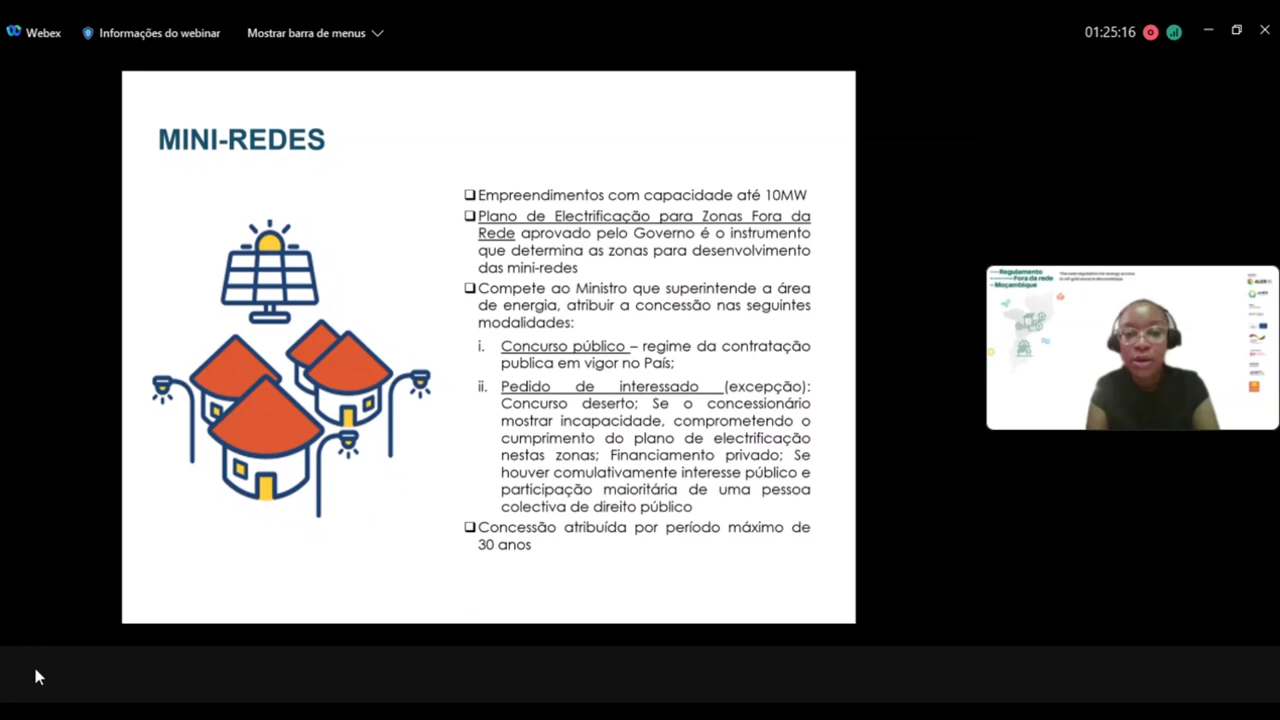 Webex
Informações do webinar
Mostrar barra de menus
01:25:16
MINI-REDES
Empreendimentos com capacidade até 10MW
Plano de Electrificação para Zonas Fora da
Rede aprovado pelo Governo é o instrumento
que determina as zonas para desenvolvimento
das mini-redes
Compete ao Ministro que superintende a área
de energia, atribuir a concessão nas seguintes
modalidades:
i. Concurso público – regime da contratação
publica em vigor no País;
ii. Pedido de interessado (excepção):
Concurso deserto; Se o concessionário
mostrar incapacidade, comprometendo o
cumprimento do plano de electrificação
nestas zonas; Financiamento privado; Se
houver comulativamente interesse público e
participação maioritária de uma pessoa
colectiva de direito público
Concessão atribuída por período máximo de
30 anos
Regulamento
Fora da rede
Moçambique
ALER